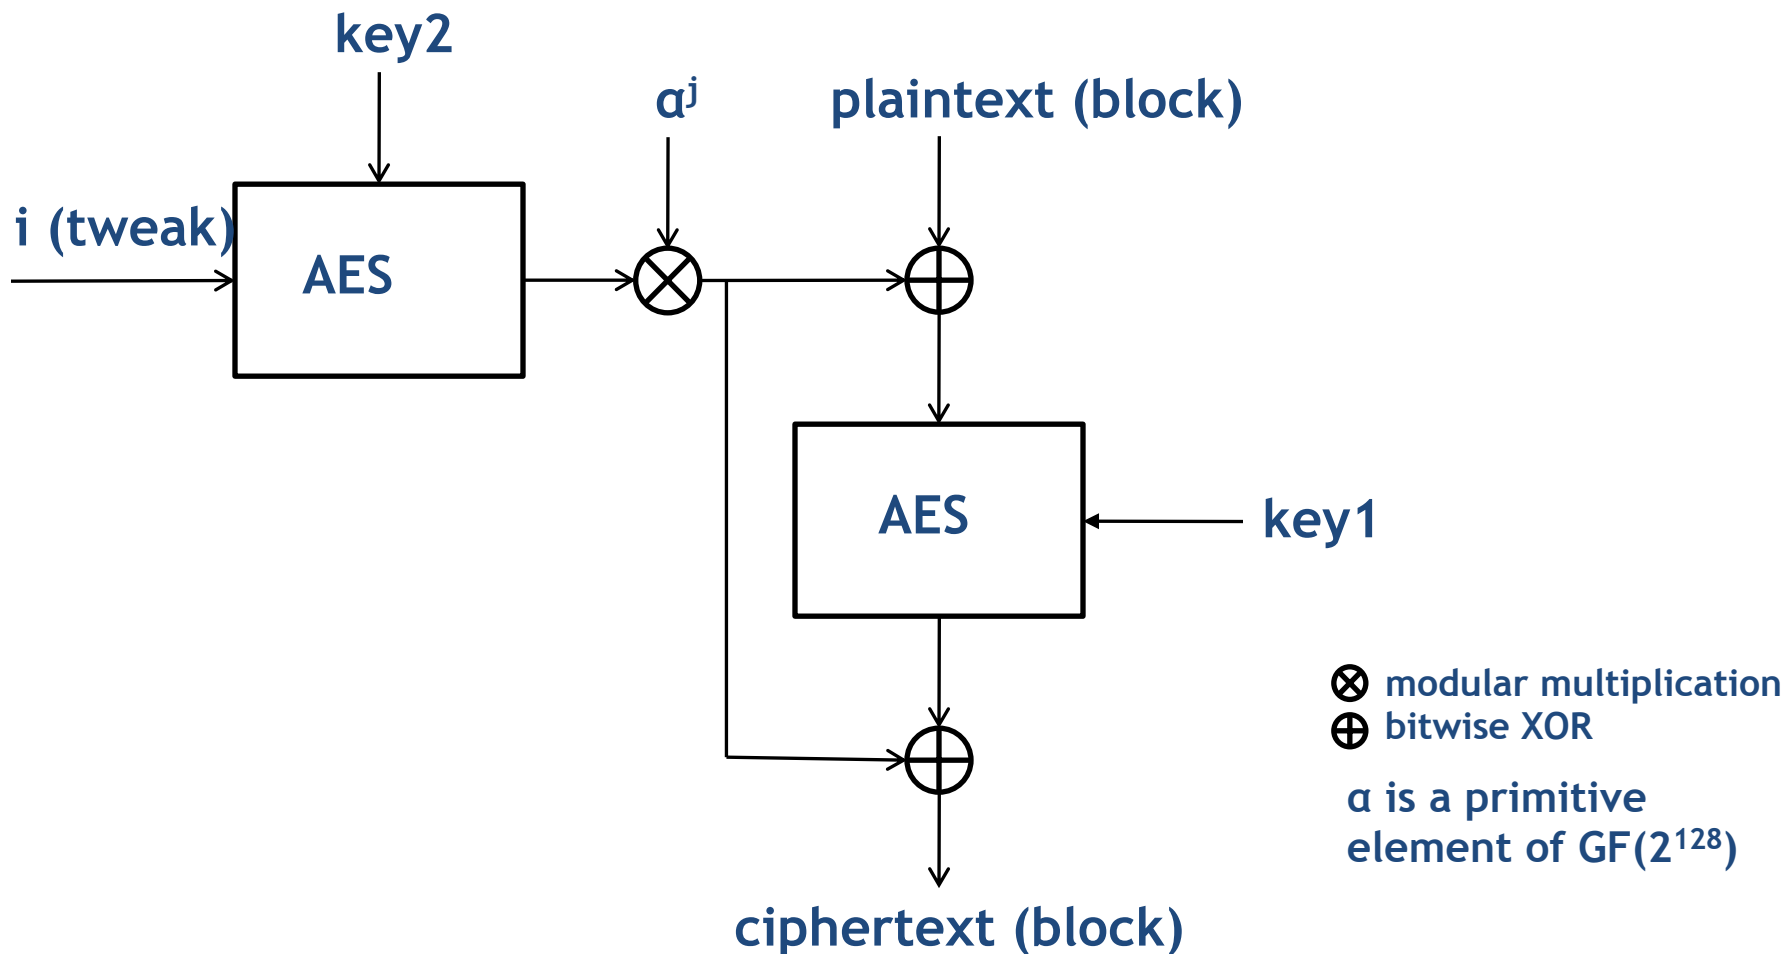 key2
αʲ
plaintext (block)
i (tweak)
AES
AES
key1
modular multiplication
bitwise XOR
α is a primitive
element of GF(2¹²⁸)
ciphertext (block)